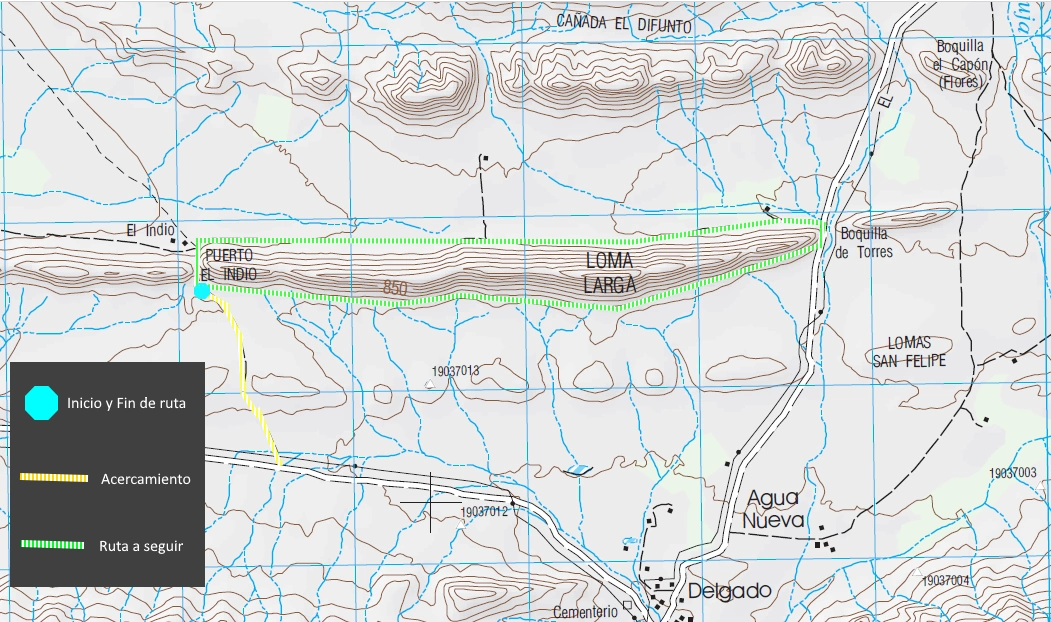 CAÑADA EL DIFUNTO
Boquilla
el Capón
(Flores)
EL
El Indio
PUERTO
EL INDIO
LOMA
LARGA
850
Boquilla
de Torres
LOMAS
SAN FELIPE
19037013
Inicio y Fin de ruta
Acercamiento
Ruta a seguir
19037003
19037012
Agua
Nueva
19037004
Delgado
Cementerio